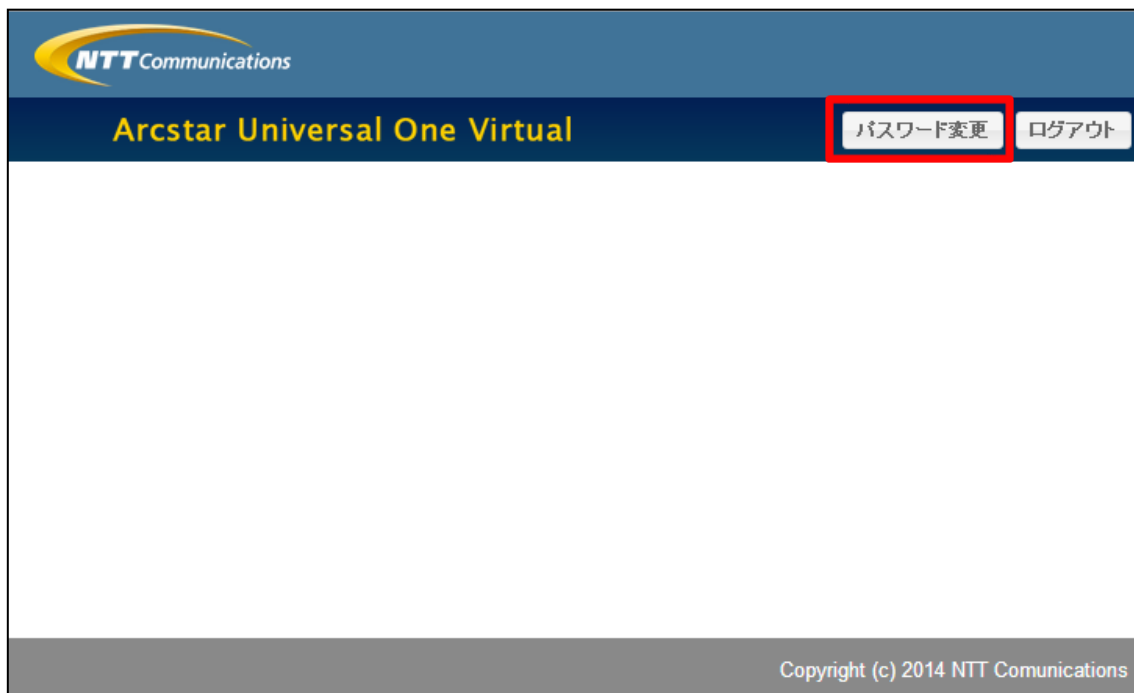 NTT Communications
Arcstar Universal One Virtual パスワード変更 ログアウト
Copyright (c) 2014 NTT Comunications